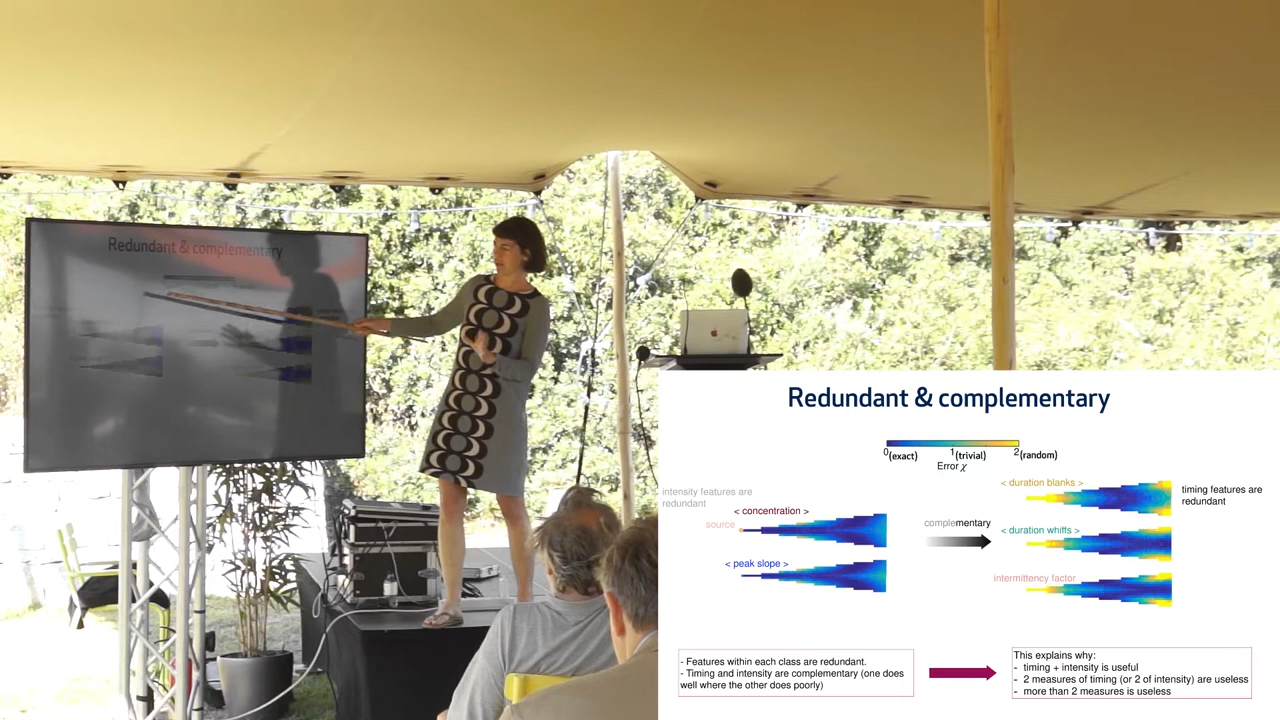 Redundant & complementary
Redundant & complementary
0(exact) 1(trivial) 2(random)
Error χ
intensity features are
redundant
< concentration >
source
< peak slope >
complementary
< duration blanks >
< duration whiffs >
intermittency factor
timing features are
redundant
- Features within each class are redundant.
- Timing and intensity are complementary (one does
well where the other does poorly)
This explains why:
- timing + intensity is useful
- 2 measures of timing (or 2 of intensity) are useless
- more than 2 measures is useless